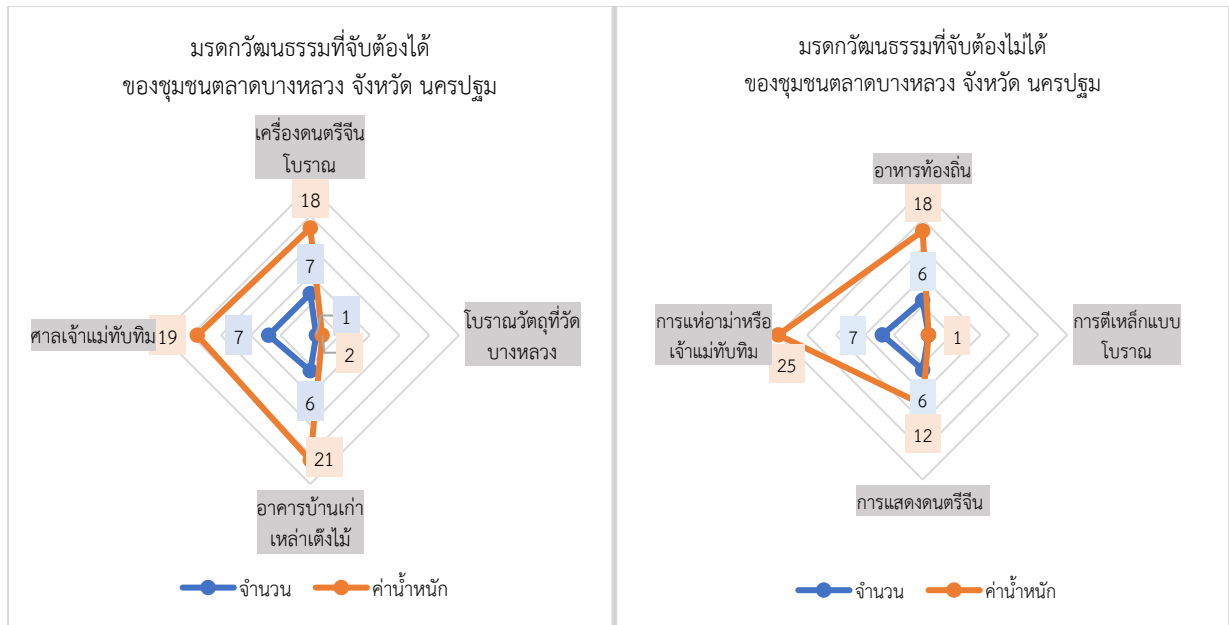 มรดกวัฒนธรรมที่จับต้องได้
ของชุมชนตลาดบางหลวง จังหวัด นครปฐม
เครื่องดนตรีจีน
โบราณ
18
7
1
โบราณวัตถุที่วัด
บางหลวง
2
ศาลเจ้าแม่ทับทิม
19
7
6
21
อาคารบ้านเก่า
เหล่าเต๊งไม้
จำนวน
ค่าน้ำหนัก
มรดกวัฒนธรรมที่จับต้องไม่ได้
ของชุมชนตลาดบางหลวง จังหวัด นครปฐม
อาหารท้องถิ่น
18
6
การตีเหล็กแบบ
โบราณ
1
การแห่อาม่าหรือ
เจ้าแม่ทับทิม
25
7
6
12
การแสดงดนตรีจีน
จำนวน
ค่าน้ำหนัก